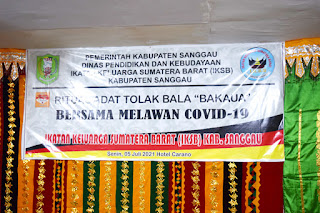 PEMERINTAH KABUPATEN SANGGAU
DINAS PENDIDIKAN DAN KEBUDAYAAN
IKATAN KELUARGA SUMATERA BARAT (IKSB)
KABUPATEN SANGGAU
RITUAL ADAT TOLAK BALA "BAKAUA"
BERSAMA MELAWAN COVID-19
IKATAN KELUARGA SUMATERA BARAT (IKSB) KAB. SANGGAU
Senin, 05 Juli 2021 Hotel Carano